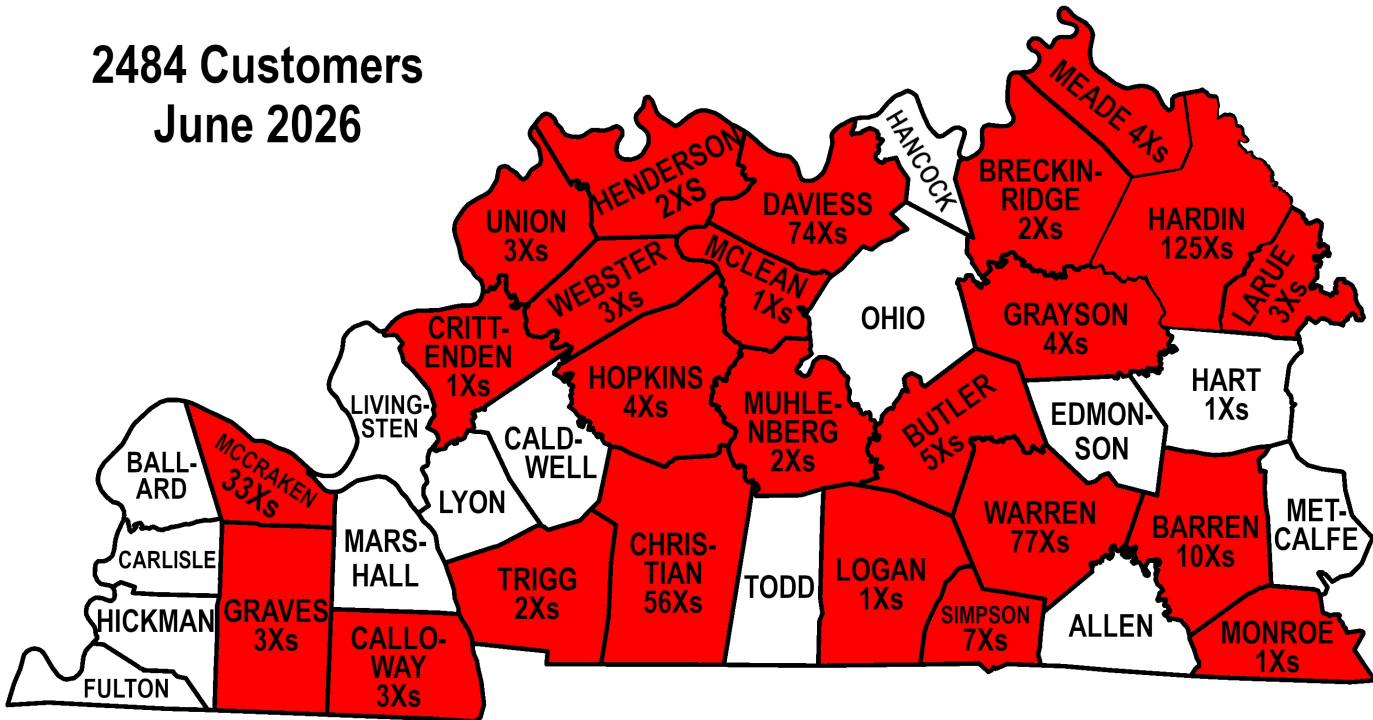 2484 Customers
June 2026
MEADE 4Xs
HANCOCK
HENDERSON
2XS
BRECKIN-
RIDGE
2Xs
DAVIESS
74Xs
UNION
3Xs
HARDIN
125Xs
LARUE
3Xs
WEBSTER
3Xs
MCLEAN
1Xs
OHIO
GRAYSON
4Xs
CRITT-
ENDEN
1Xs
HOPKINS
4Xs
HART
1Xs
LIVING-
STEN
MUHLE-
NBERG
2Xs
BUTLER
5Xs
EDMON-
SON
CALD-
WELL
BALL-
ARD
MCCRAKEN
33Xs
LYON
WARREN
77Xs
BARREN
10Xs
MET-
CALFE
MARS-
HALL
CARLISLE
CHRIS-
TIAN
56Xs
TRIGG
2Xs
TODD
LOGAN
1Xs
HICKMAN
GRAVES
3Xs
SIMPSON
7Xs
ALLEN
MONROE
1Xs
CALLO-
WAY
3Xs
FULTON